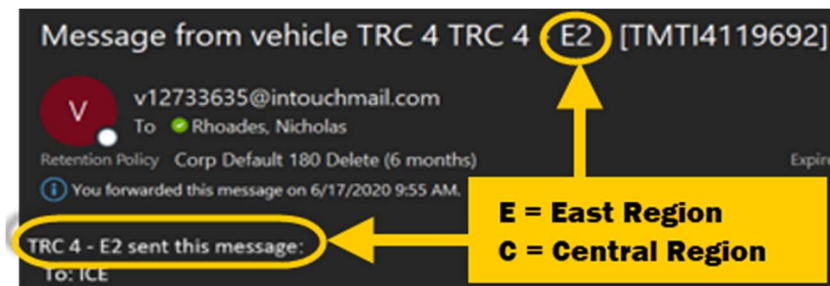 Message from vehicle TRC 4 TRC 4 - E2 [TMTI4119692]
V
v12733635@intouchmail.com
To Rhoades, Nicholas
Retention Policy Corp Default 180 Delete (6 months)
Expire
You forwarded this message on 6/17/2020 9:55 AM.
E = East Region
C = Central Region
TRC 4 - E2 sent this message:
To: ICE